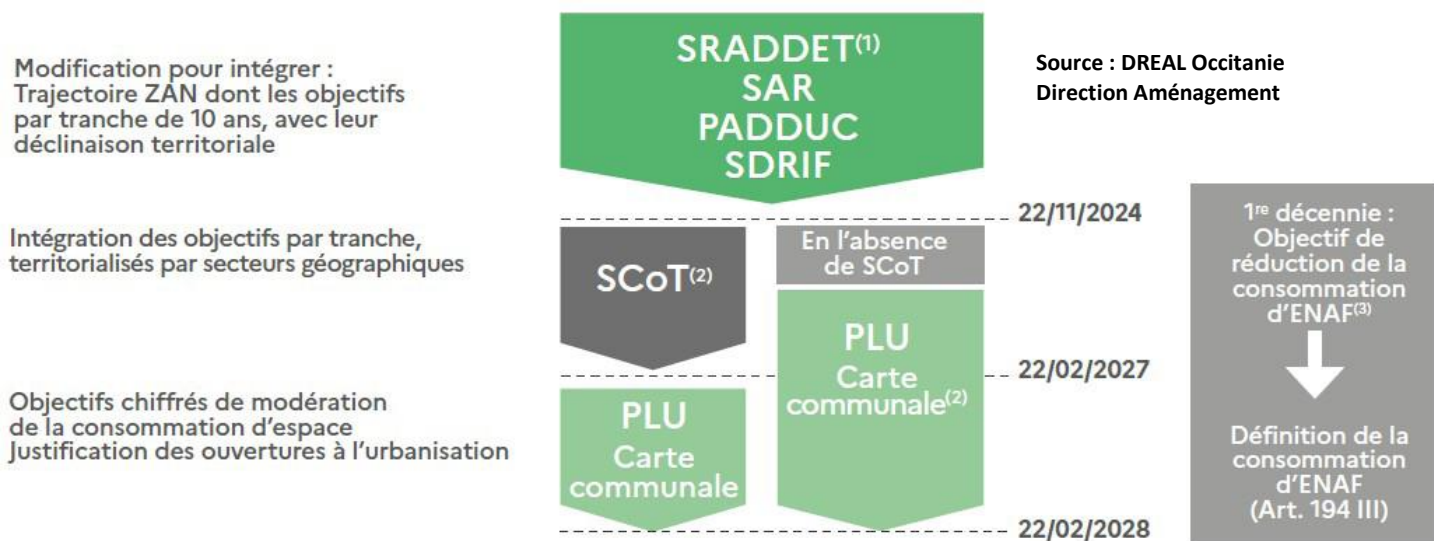 SRADDET(1)
SAR
PADDUC
SDRIF
Source : DREAL Occitanie
Direction Aménagement
Modification pour intégrer :
Trajectoire ZAN dont les objectifs
par tranche de 10 ans, avec leur
déclinaison territoriale
22/11/2024
Intégration des objectifs par tranche,
territorialisés par secteurs géographiques
SCoT(2)
En l'absence
de SCoT
PLU
Carte
communale(2)
22/02/2027
Objectifs chiffrés de modération
de la consommation d'espace
Justification des ouvertures à l'urbanisation
PLU
Carte
communale
22/02/2028
1re décennie :
Objectif de
réduction de la
consommation
d'ENAF(3)
Définition de la
consommation
d'ENAF
(Art. 194 III)